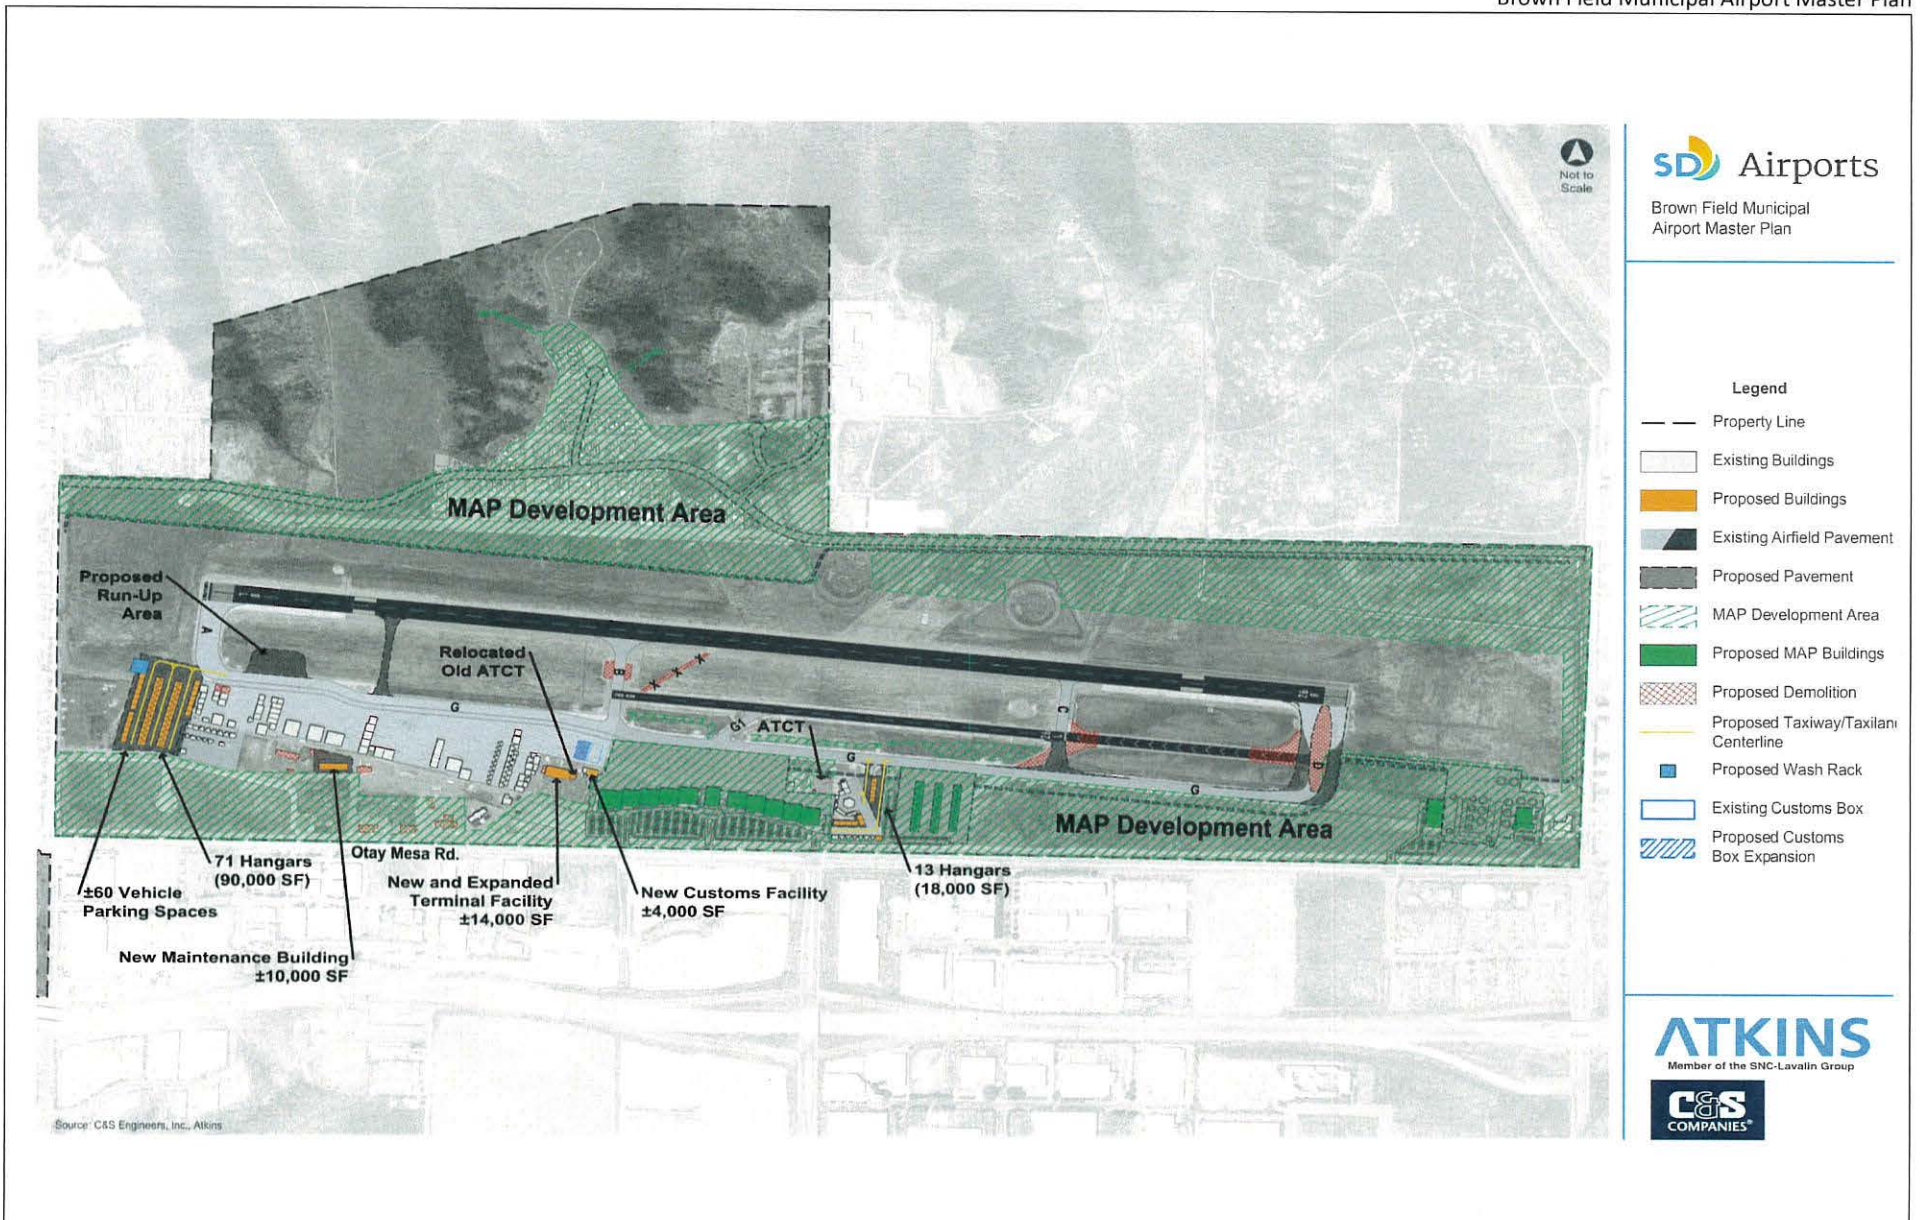 Brown Field Municipal Airport Master Plan
Not to
Scale
SD Airports
Brown Field Municipal
Airport Master Plan
Legend
Property Line
Existing Buildings
Proposed Buildings
Existing Airfield Pavement
Proposed Pavement
MAP Development Area
Proposed MAP Buildings
Proposed Demolition
Proposed Taxiway/Taxilan
Centerline
Proposed Wash Rack
Existing Customs Box
Proposed Customs
Box Expansion
MAP Development Area
Proposed
Run-Up
Area
A
Relocated
Old ATCT
B
G
G1
ATCT
C
G
D
G
MAP Development Area
Otay Mesa Rd.
71 Hangars
(90,000 SF)
±60 Vehicle
Parking Spaces
New and Expanded
Terminal Facility
±14,000 SF
New Customs Facility
±4,000 SF
13 Hangars
(18,000 SF)
New Maintenance Building
±10,000 SF
Source: C&S Engineers, Inc., Atkins
ATKINS
Member of the SNC-Lavalin Group
C&S
COMPANIES®